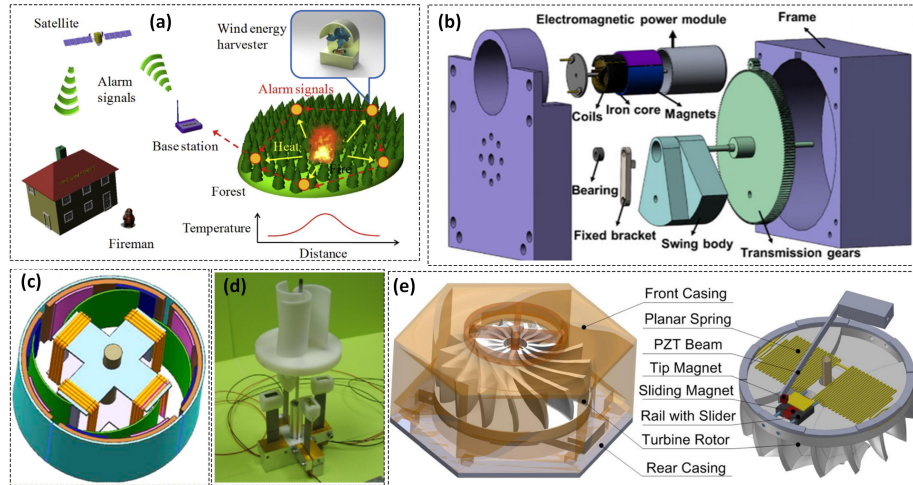 (a)
Satellite
Wind energy
harvester
Alarm
signals
Alarm signals
Base station
Heat
Fire
Forest
Fireman
Temperature
Distance
(b)
Electromagnetic power module
Frame
Coils
Iron core
Magnets
Bearing
Fixed bracket
Swing body
Transmission gears
(c)
(d)
(e)
Front Casing
Planar Spring
PZT Beam
Tip Magnet
Sliding Magnet
Rail with Slider
Turbine Rotor
Rear Casing